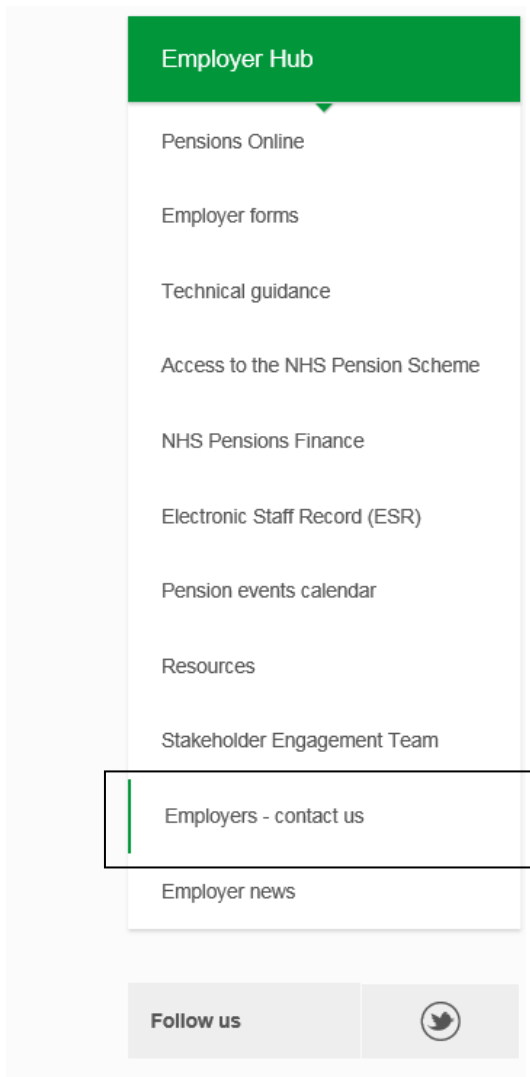 Employer Hub
Pensions Online
Employer forms
Technical guidance
Access to the NHS Pension Scheme
NHS Pensions Finance
Electronic Staff Record (ESR)
Pension events calendar
Resources
Stakeholder Engagement Team
Employers - contact us
Employer news
Follow us